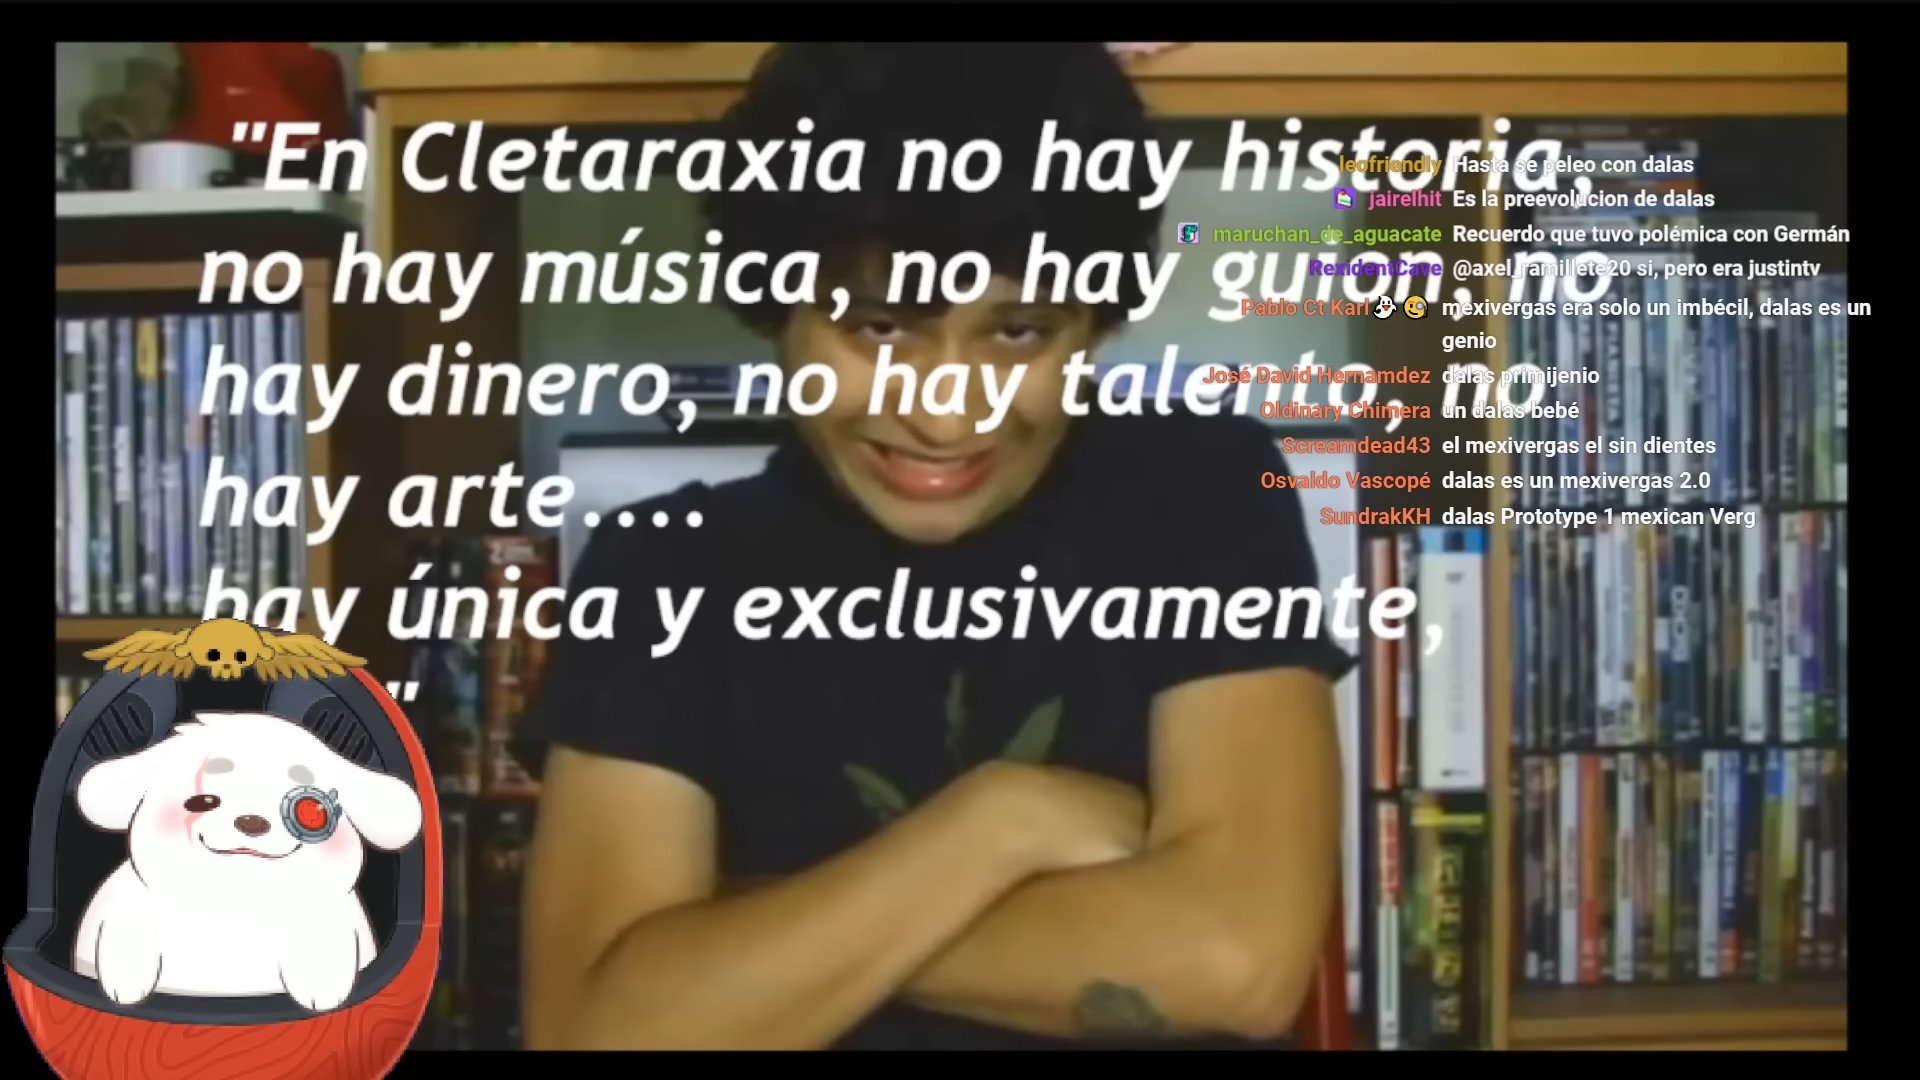 "En Cletaraxia no hay historia,
no hay música, no hay guion, no
hay dinero, no hay talento, no
hay arte....
hay única y exclusivamente,
"
leofriendly Hasta se peleo con dalas
jairelhit Es la preevolucion de dalas
maruchan_de_aguacate Recuerdo que tuvo polémica con Germán
RexidentCave @axel_ramillete20 si, pero era justintv
Pablo Ct Karl👻🧐 mexivergas era solo un imbécil, dalas es un
genio
José David Hernamdez dalas primijenio
Oldinary Chimera un dalas bebé
Screamdead43 el mexivergas el sin dientes
Osvaldo Vascopé dalas es un mexivergas 2.0
SundrakKH dalas Prototype 1 mexican Verg